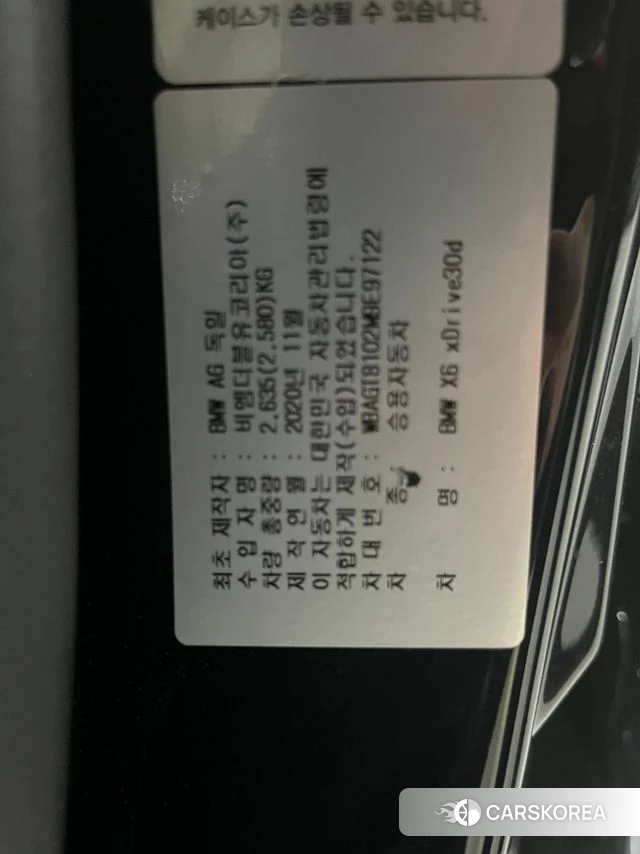 케이스가 손상될 수 있습니다.
최초 제작자 : BMW AG 독일
수 입 자 명 : 비엠더블유코리아(주)
차량 총중량 : 2,635(2,580)KG
제 작 연 월 : 2020년 11월
이 자동차는 대한민국 자동차관리법령에
적합하게 제작(수입)되었습니다.
차 대 번 호 : WBAGT8102M9E97122
차 종 승용자동차
차 명 : BMW X6 xDrive30d
CARSKOREA